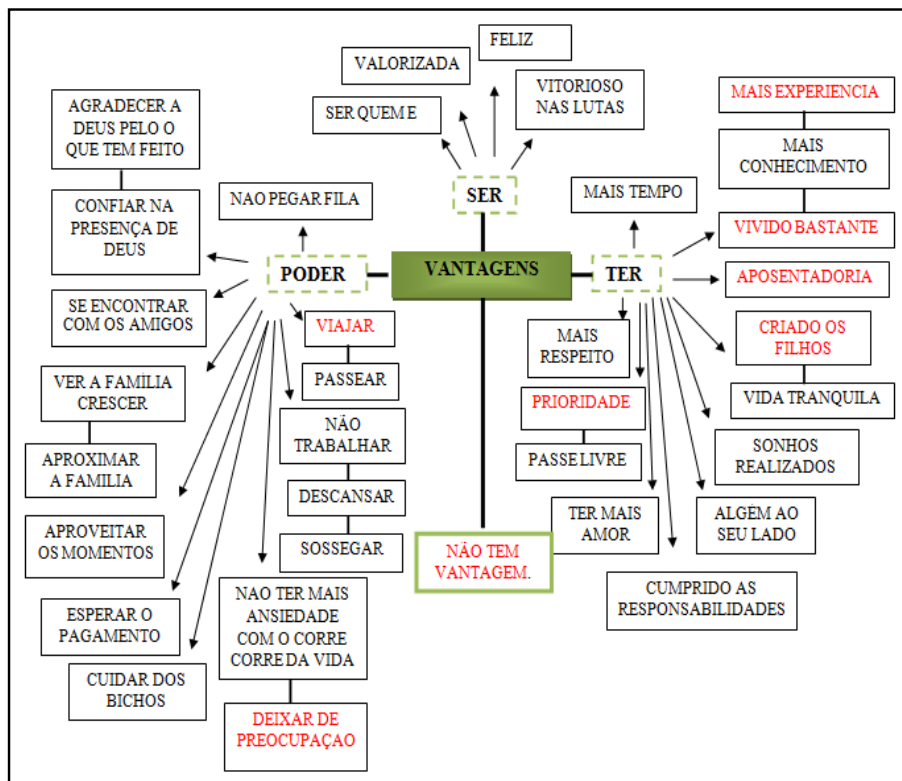 FELIZ
VALORIZADA
VITORIOSO
NAS LUTAS
SER QUEM E
SER
AGRADECER A
DEUS PELO O
QUE TEM FEITO
CONFIAR NA
PRESENÇA DE
DEUS
NAO PEGAR FILA
PODER
VANTAGENS
TER
MAIS TEMPO
MAIS EXPERIENCIA
MAIS
CONHECIMENTO
VIVIDO BASTANTE
APOSENTADORIA
SE ENCONTRAR
COM OS AMIGOS
VIAJAR
PASSEAR
MAIS
RESPEITO
CRIADO OS
FILHOS
VIDA TRANQUILA
VER A FAMÍLIA
CRESCER
APROXIMAR
A FAMILIA
NÃO
TRABALHAR
DESCANSAR
SOSSEGAR
PRIORIDADE
PASSE LIVRE
SONHOS
REALIZADOS
APROVEITAR
OS MOMENTOS
NÃO TEM
VANTAGEM.
TER MAIS
AMOR
ALGÉM AO
SEU LADO
ESPERAR O
PAGAMENTO
NAO TER MAIS
ANSIEDADE
COM O CORRE
CORRE DA VIDA
CUMPRIDO AS
RESPONSABILIDADES
CUIDAR DOS
BICHOS
DEIXAR DE
PREOCUPAÇAO